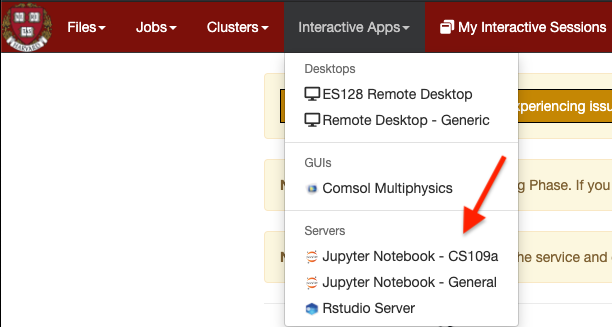 Files Jobs Clusters Interactive Apps My Interactive Sessions
Desktops
ES128 Remote Desktop
xperiencing issu
Remote Desktop - Generic
GUIs
N
Comsol Multiphysics
g Phase. If you
Servers
N
Jupyter Notebook - CS109a
he service and
Jupyter Notebook - General
Rstudio Server